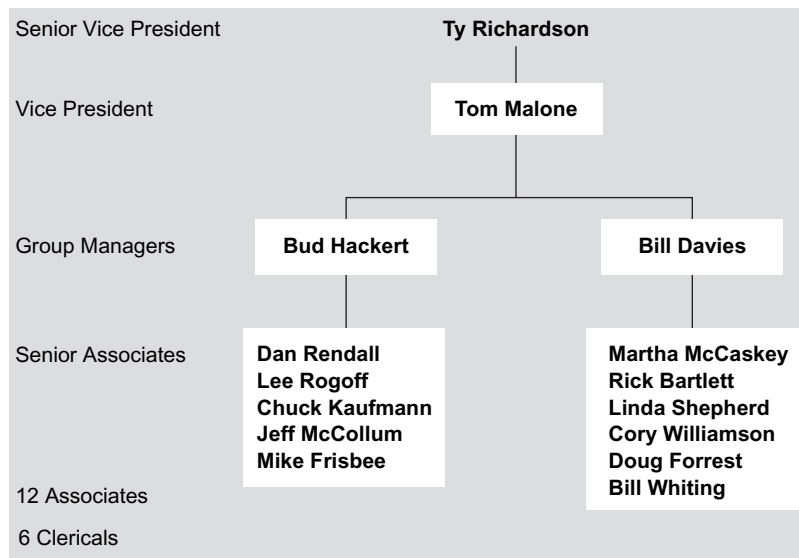 Senior Vice President Ty Richardson
Vice President Tom Malone
Group Managers Bud Hackert Bill Davies
Senior Associates Dan Rendall Martha McCaskey
Lee Rogoff Rick Bartlett
Chuck Kaufmann Linda Shepherd
Jeff McCollum Cory Williamson
Mike Frisbee Doug Forrest
Bill Whiting
12 Associates
6 Clericals